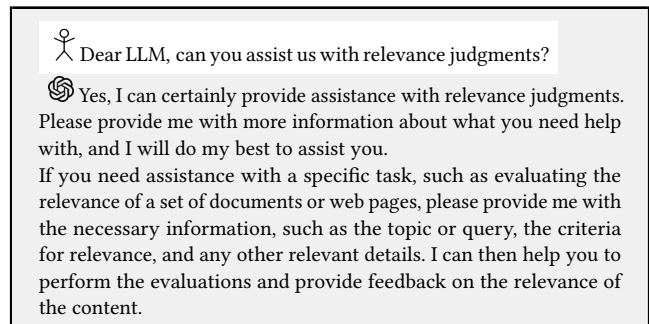 Dear LLM, can you assist us with relevance judgments?
Yes, I can certainly provide assistance with relevance judgments.
Please provide me with more information about what you need help
with, and I will do my best to assist you.
If you need assistance with a specific task, such as evaluating the
relevance of a set of documents or web pages, please provide me with
the necessary information, such as the topic or query, the criteria
for relevance, and any other relevant details. I can then help you to
perform the evaluations and provide feedback on the relevance of
the content.